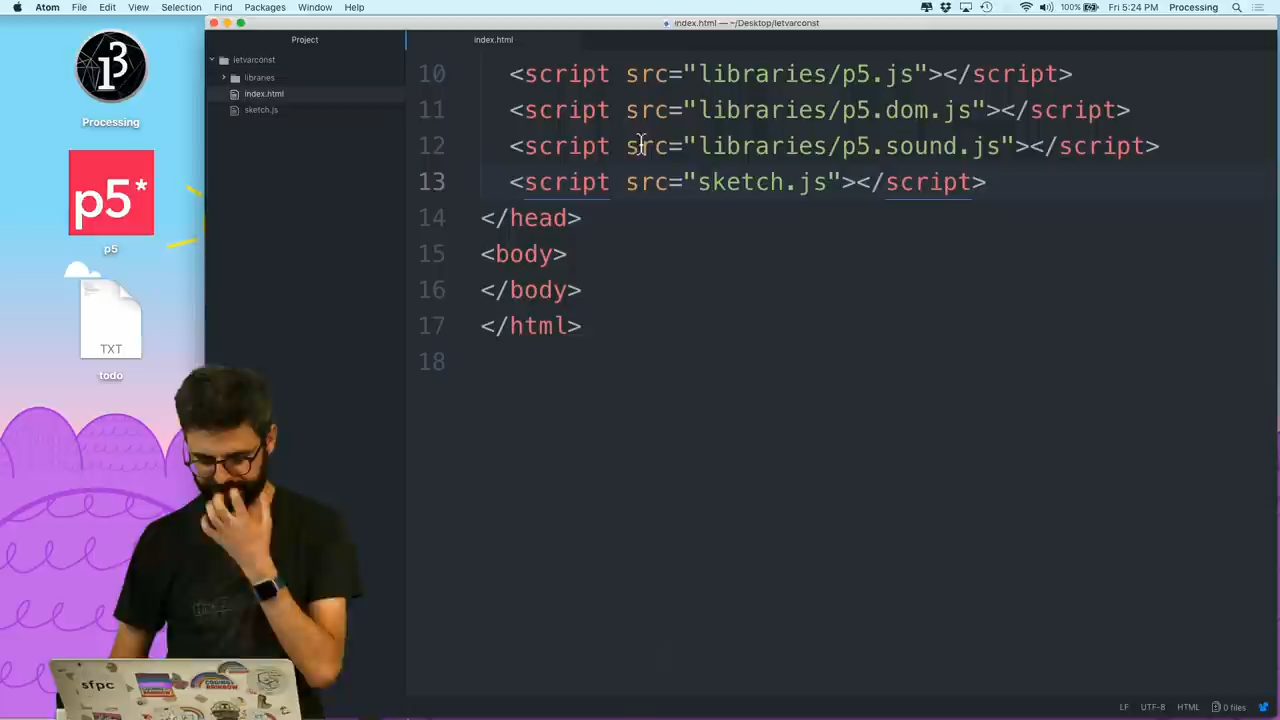 Atom File Edit View Selection Find Packages Window Help
100% Fri 5:24 PM Processing
index.html — ~/Desktop/letvarconst
Project
index.html
letvarconst
libraries
index.html
sketch.js
10 <script src="libraries/p5.js"></script>
11 <script src="libraries/p5.dom.js"></script>
12 <script src="libraries/p5.sound.js"></script>
13 <script src="sketch.js"></script>
14 </head>
15 <body>
16 </body>
17 </html>
18
Processing
p5*
p5
TXT
todo
sfpc
CODING
RAINBOW
LF UTF-8 HTML 0 files